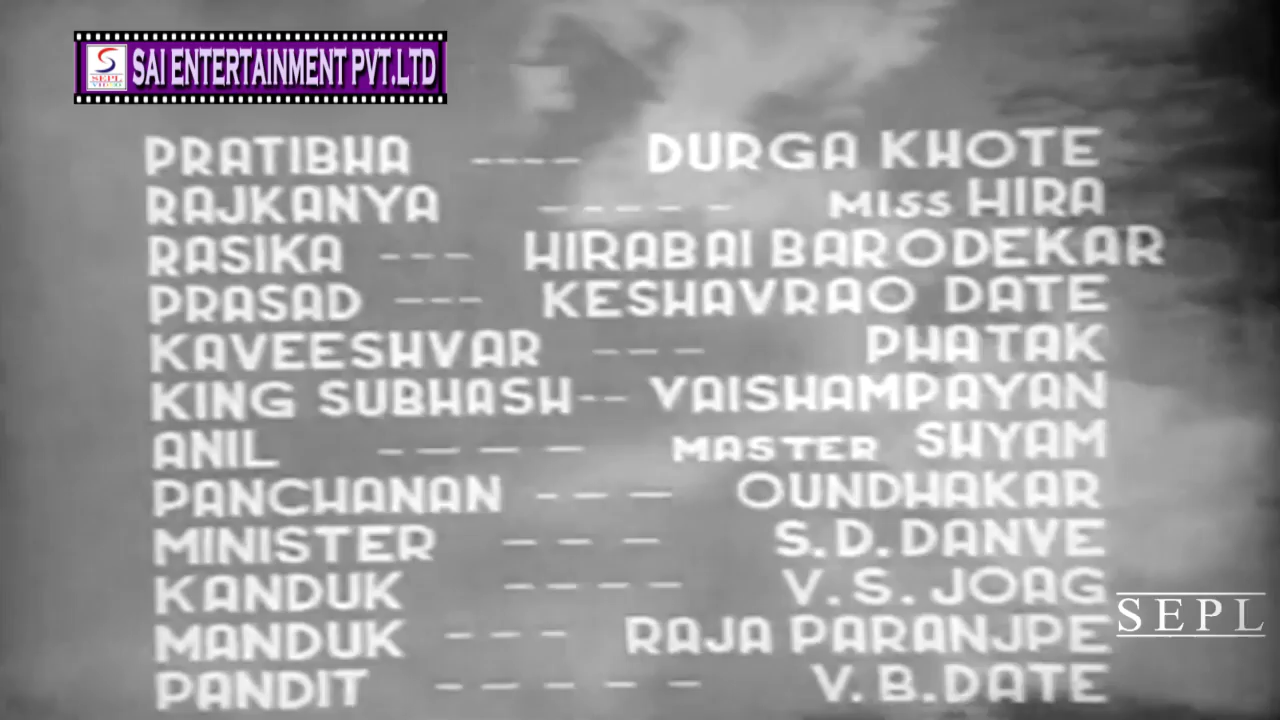 SAI ENTERTAINMENT PVT.LTD
SEPL
VIDEO
PRATIBHA ---- DURGA KHOTE
RAJKANYA ----- MISS HIRA
RASIKA --- HIRABAI BARODEKAR
PRASAD --- KESHAVRAO DATE
KAVEESHVAR --- PHATAK
KING SUBHASH -- VAISHAMPAYAN
ANIL ---- MASTER SHYAM
PANCHANAN --- OUNDHAKAR
MINISTER --- S.D.DANVE
KANDUK ---- V.S.JOAG
MANDUK --- RAJA PARANJPE
PANDIT ----- V.B.DATE
SEPL